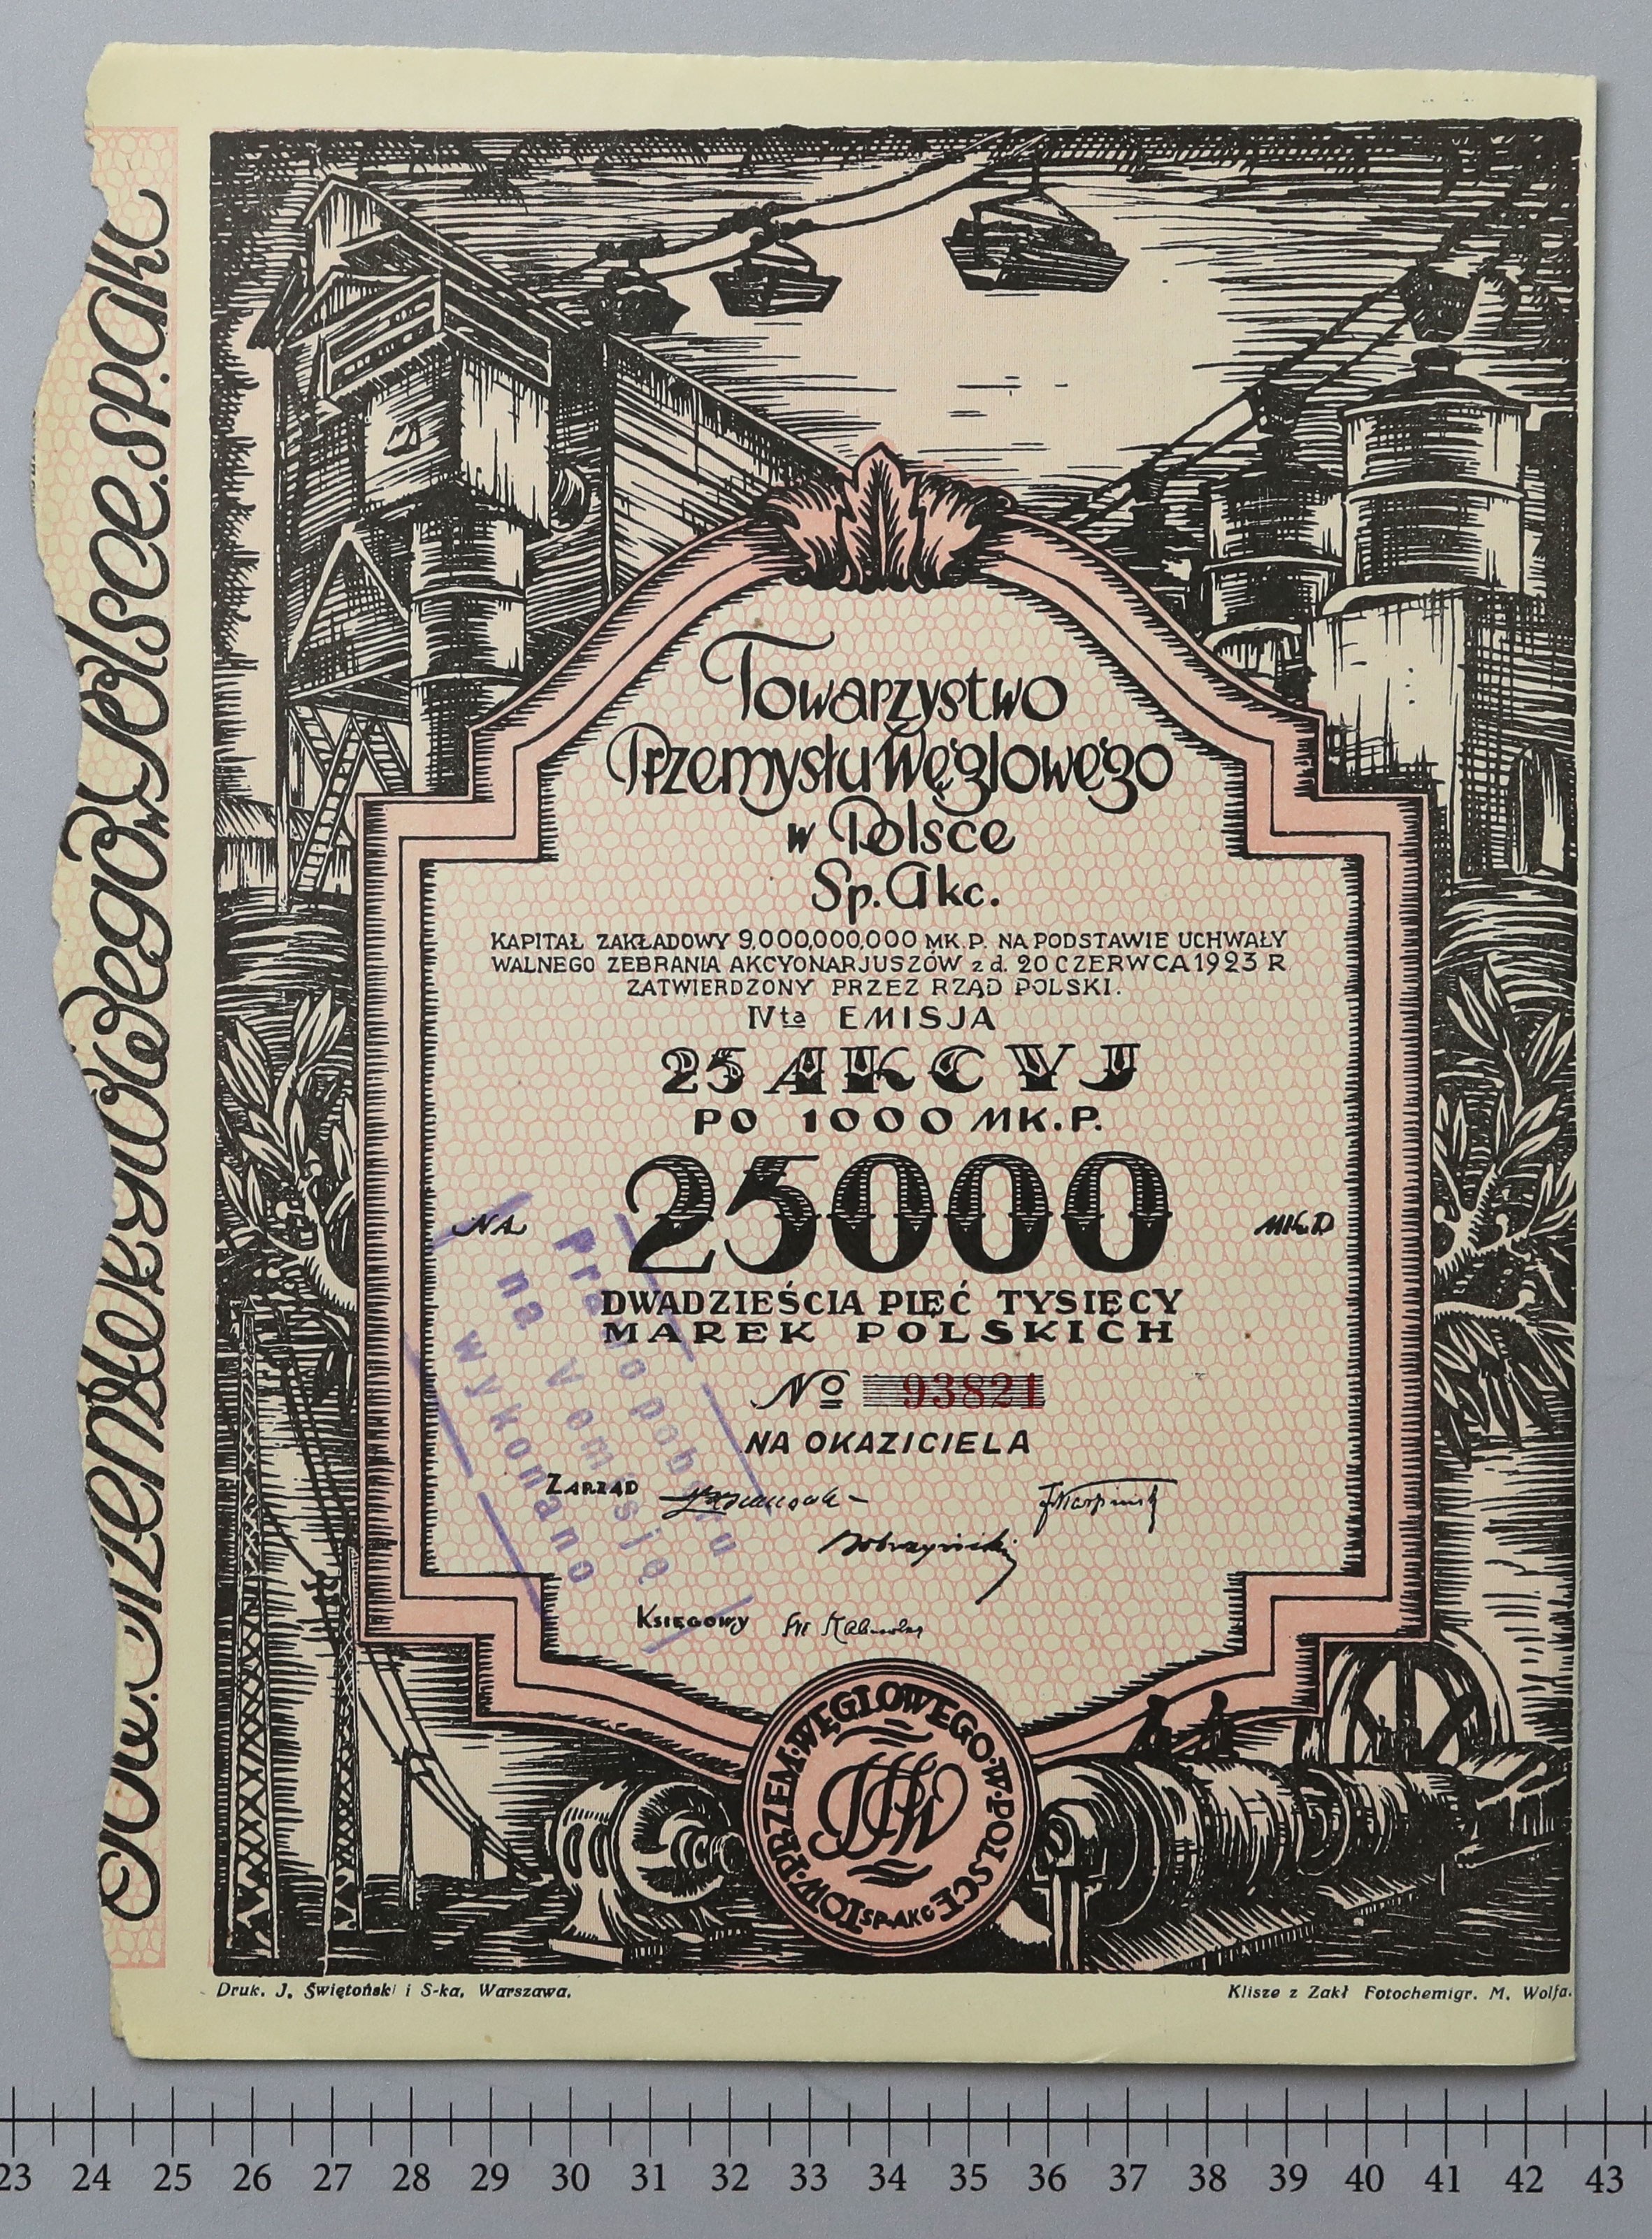 Tow. Przem. Węglowego w Polsce. sp. akc
Towarzystwo
Przemysłu Węglowego
w Polsce
Sp. Akc.
KAPITAŁ ZAKŁADOWY 9,000,000,000 MK.P. NA PODSTAWIE UCHWAŁY
WALNEGO ZEBRANIA AKCYONARJUSZÓW z d. 20 CZERWCA 1923 R
ZATWIERDZONY PRZEZ RZĄD POLSKI.
IVta EMISJA
25 AKCYJ
PO 1000 MK.P.
NA 25000 MK.P
DWADZIEŚCIA PIĘĆ TYSIĘCY
MAREK POLSKICH
No 93821
NA OKAZICIELA
ZARZĄD
Dobrzyński
KSIĘGOWY
Prawo poboru
na V emisję
wykonano
TOW. PRZEM. WĘGLOWEGO. W. POLSCE
SP. AKC
TPW
Druk. J. Świętoński i S-ka, Warszawa.
Klisze z Zakł Fotochemigr. M. Wolfa.
23 24 25 26 27 28 29 30 31 32 33 34 35 36 37 38 39 40 41 42 43